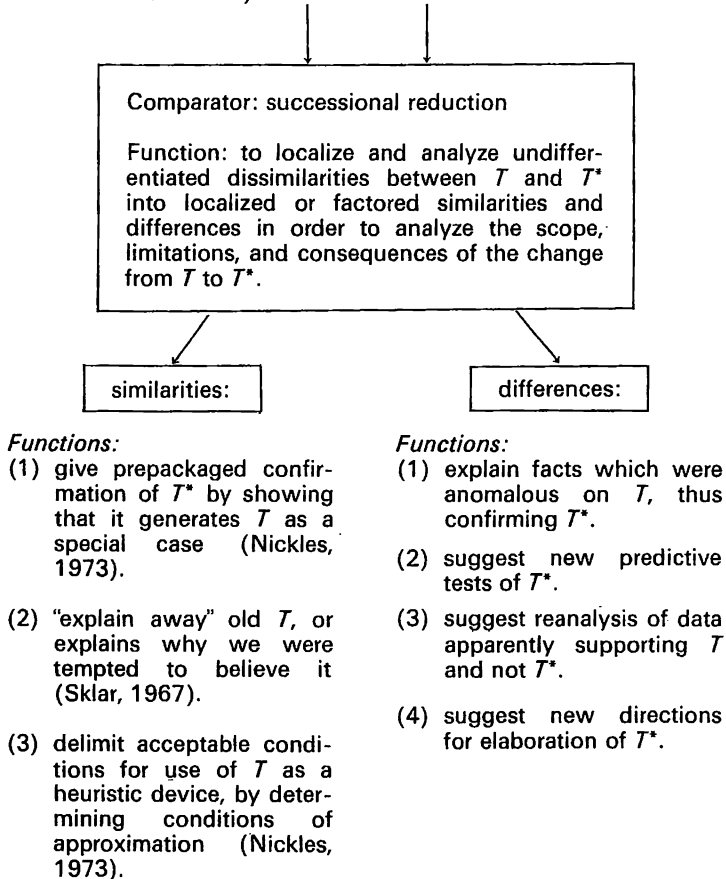 Comparator: successional reduction
Function: to localize and analyze undiffer-
entiated dissimilarities between T and T*
into localized or factored similarities and
differences in order to analyze the scope,
limitations, and consequences of the change
from T to T*.
similarities:
differences:
Functions:
(1) give prepackaged confir-
mation of T* by showing
that it generates T as a
special case (Nickles,
1973).
(2) "explain away" old T, or
explains why we were
tempted to believe it
(Sklar, 1967).
(3) delimit acceptable condi-
tions for use of T as a
heuristic device, by deter-
mining conditions of
approximation (Nickles,
1973).
Functions:
(1) explain facts which were
anomalous on T, thus
confirming T*.
(2) suggest new predictive
tests of T*.
(3) suggest reanalysis of data
apparently supporting T
and not T*.
(4) suggest new directions
for elaboration of T*.